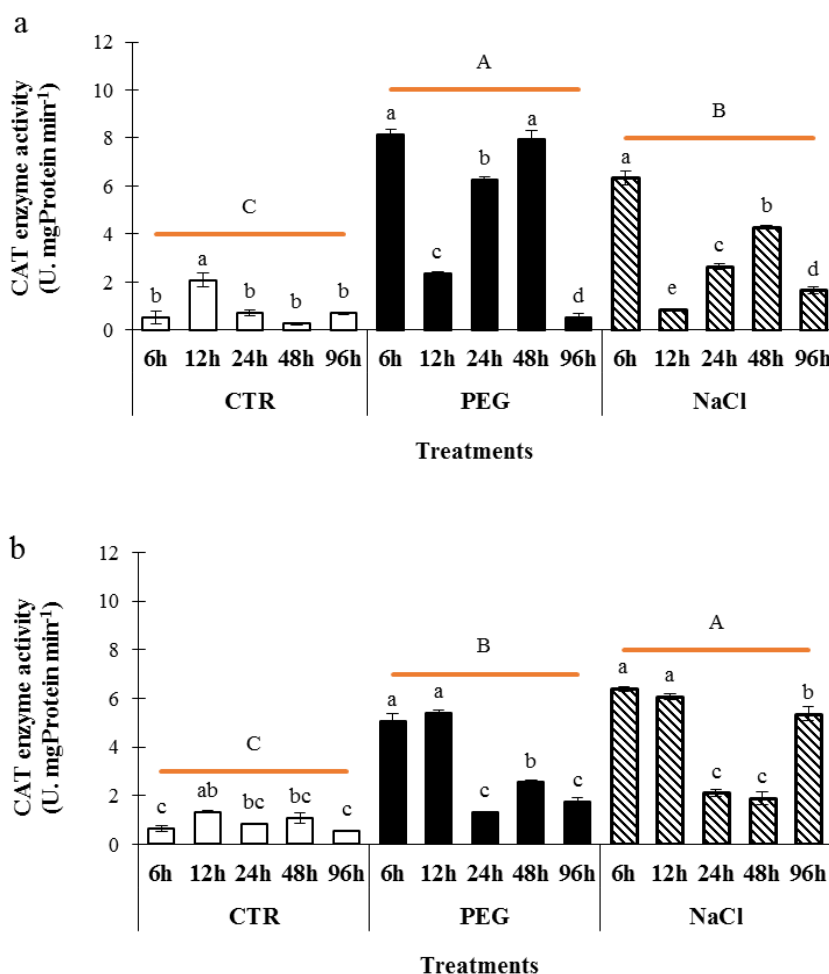 a
CAT enzyme activity
(U. mgProtein min⁻¹)
12
10
8
6
4
2
0
C
A
B
b a b b b
a c b a d
a e c b d
6h 12h 24h 48h 96h 6h 12h 24h 48h 96h 6h 12h 24h 48h 96h
CTR PEG NaCl
Treatments
b
CAT enzyme activity
(U. mgProtein min⁻¹)
12
10
8
6
4
2
0
C
B
A
c ab bc bc c
a a c b c
a a c c b
6h 12h 24h 48h 96h 6h 12h 24h 48h 96h 6h 12h 24h 48h 96h
CTR PEG NaCl
Treatments